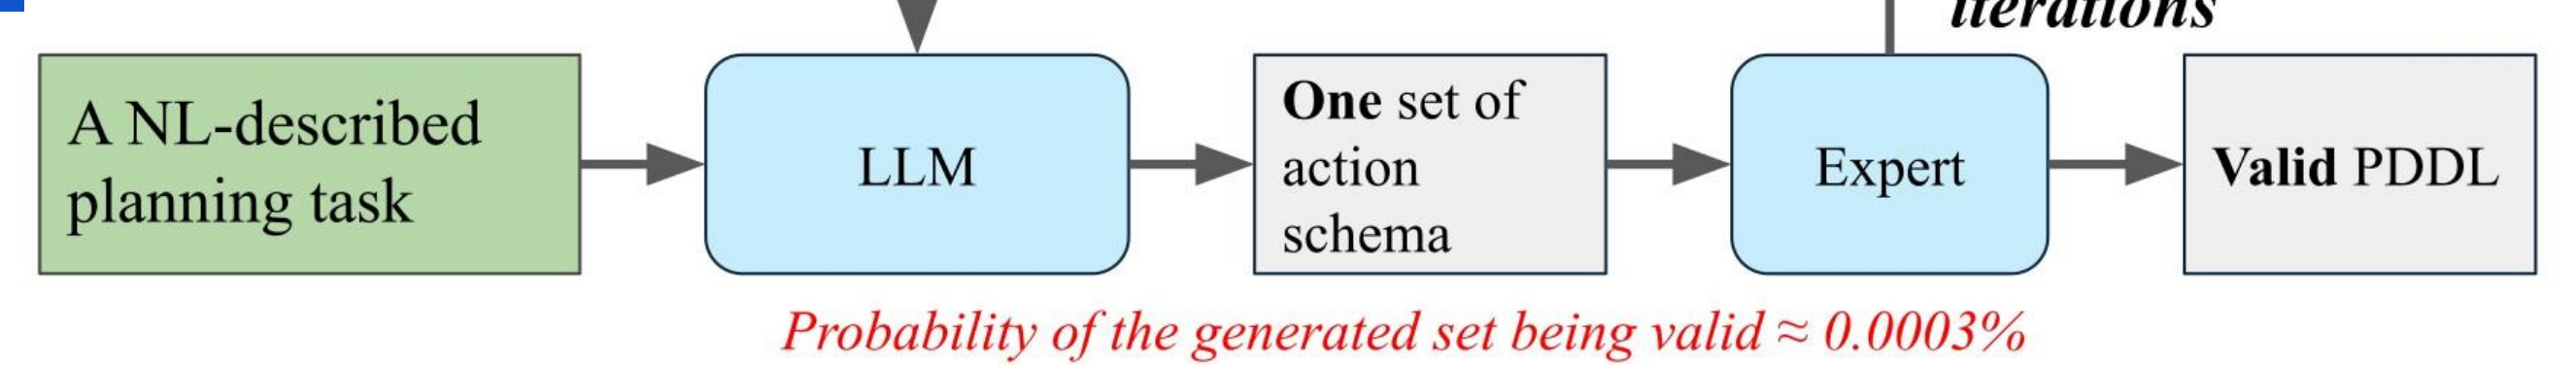 iterations
A NL-described
planning task
LLM
One set of
action
schema
Expert
Valid PDDL
Probability of the generated set being valid ≈ 0.0003%